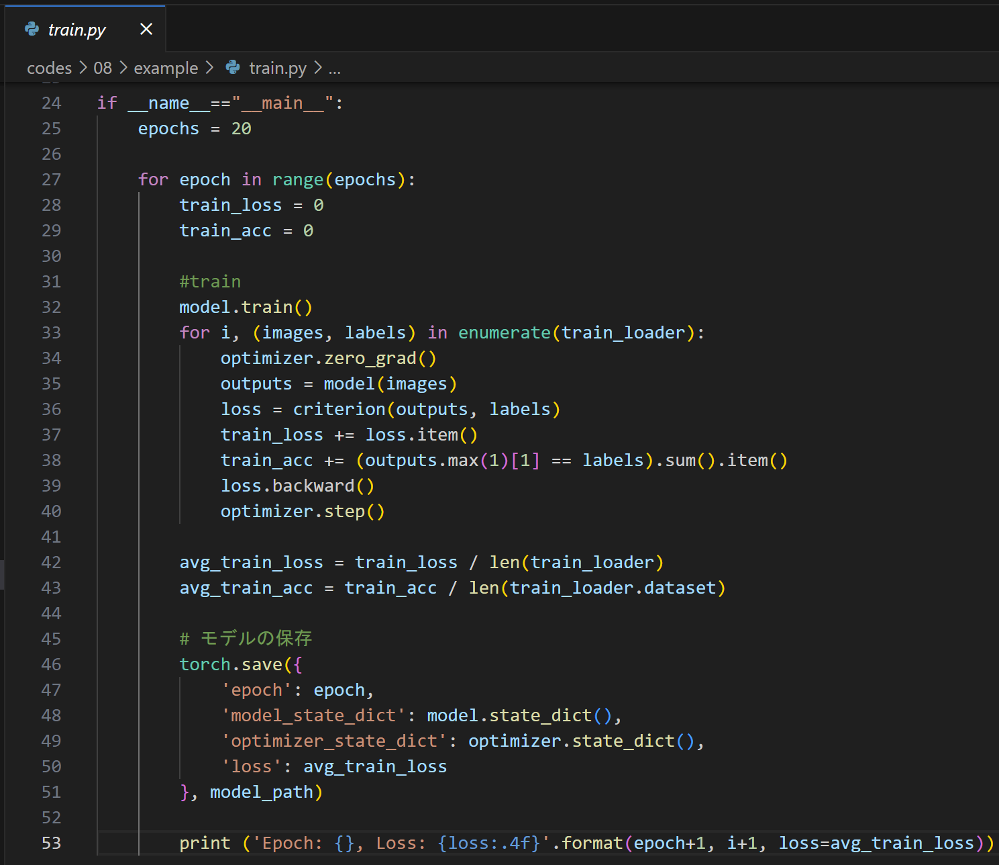 train.py
codes > 08 > example > train.py > ...
24 if __name__=="__main__":
25     epochs = 20
26
27     for epoch in range(epochs):
28         train_loss = 0
29         train_acc = 0
30
31         #train
32         model.train()
33         for i, (images, labels) in enumerate(train_loader):
34             optimizer.zero_grad()
35             outputs = model(images)
36             loss = criterion(outputs, labels)
37             train_loss += loss.item()
38             train_acc += (outputs.max(1)[1] == labels).sum().item()
39             loss.backward()
40             optimizer.step()
41
42         avg_train_loss = train_loss / len(train_loader)
43         avg_train_acc = train_acc / len(train_loader.dataset)
44
45         # モデルの保存
46         torch.save({
47             'epoch': epoch,
48             'model_state_dict': model.state_dict(),
49             'optimizer_state_dict': optimizer.state_dict(),
50             'loss': avg_train_loss
51         }, model_path)
52
53         print ('Epoch: {}, Loss: {loss:.4f}'.format(epoch+1, i+1, loss=avg_train_loss))